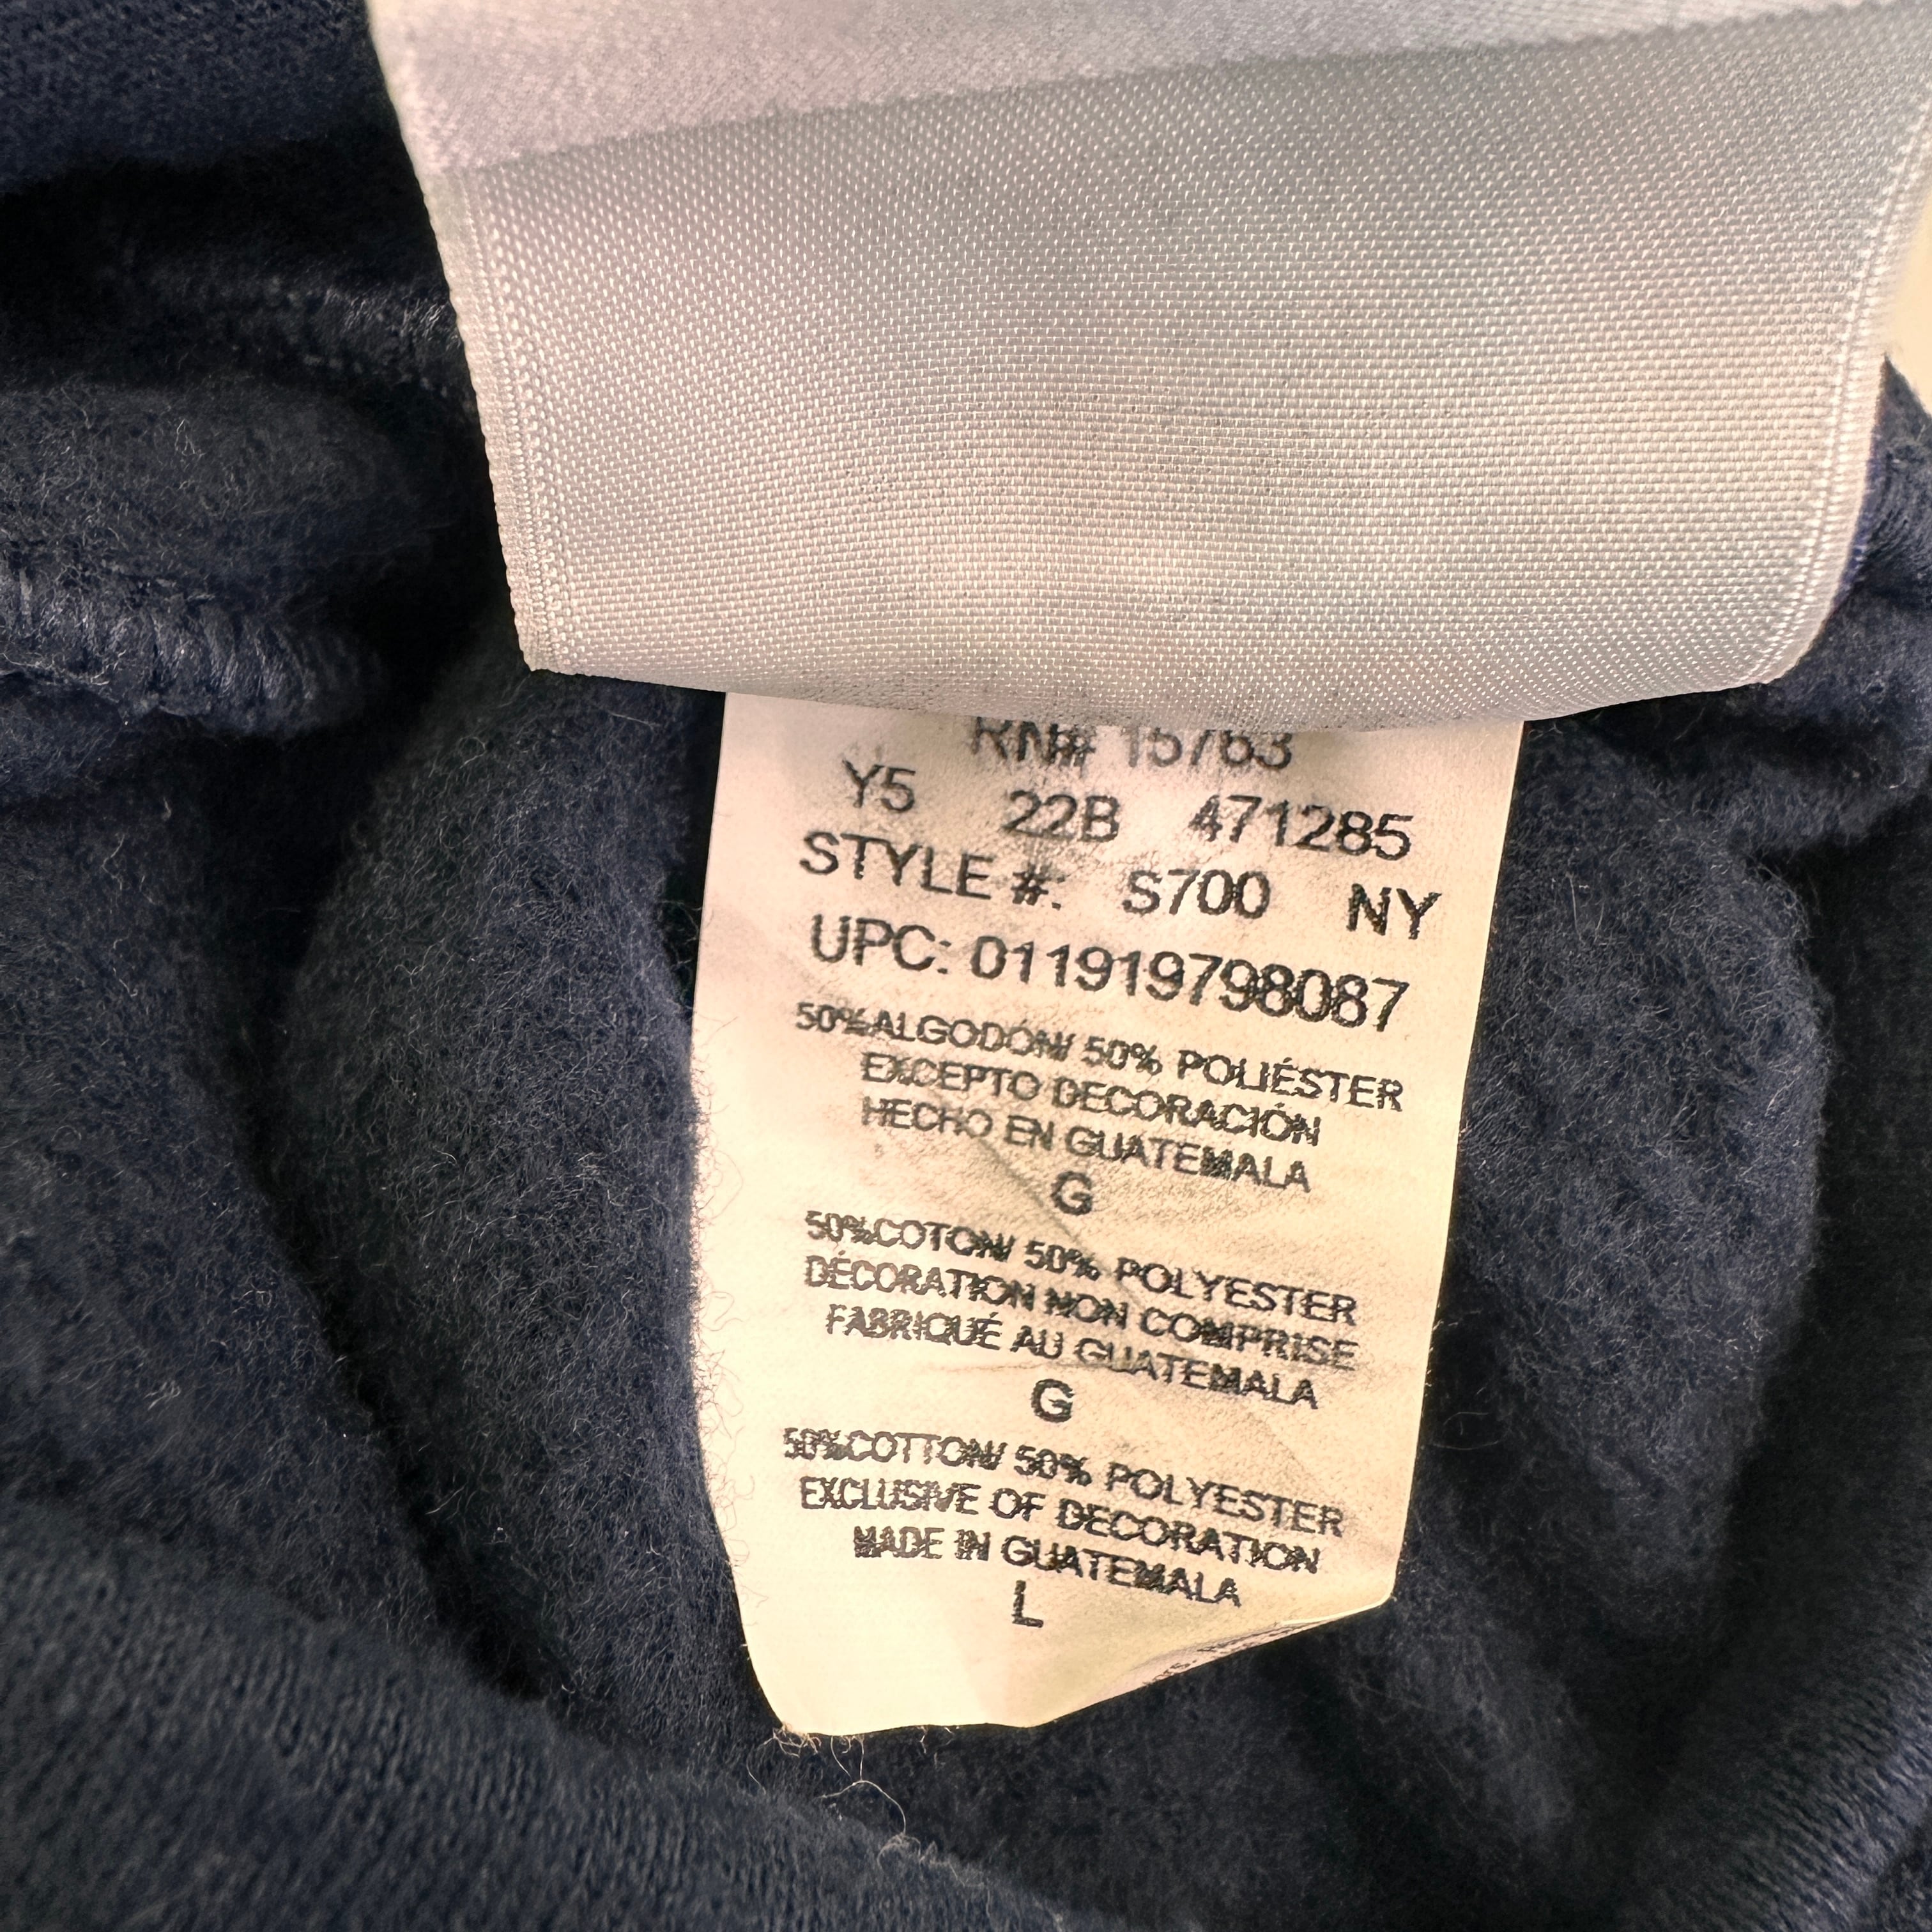 RN# 15763
Y5 22B 471285
STYLE #: S700 NY
UPC: 011919798087
50%ALGODÓN/ 50% POLIÉSTER
EXCEPTO DECORACIÓN
HECHO EN GUATEMALA
G
50%COTON/ 50% POLYESTER
DÉCORATION NON COMPRISE
FABRIQUÉ AU GUATEMALA
G
50%COTTON/ 50% POLYESTER
EXCLUSIVE OF DECORATION
MADE IN GUATEMALA
L